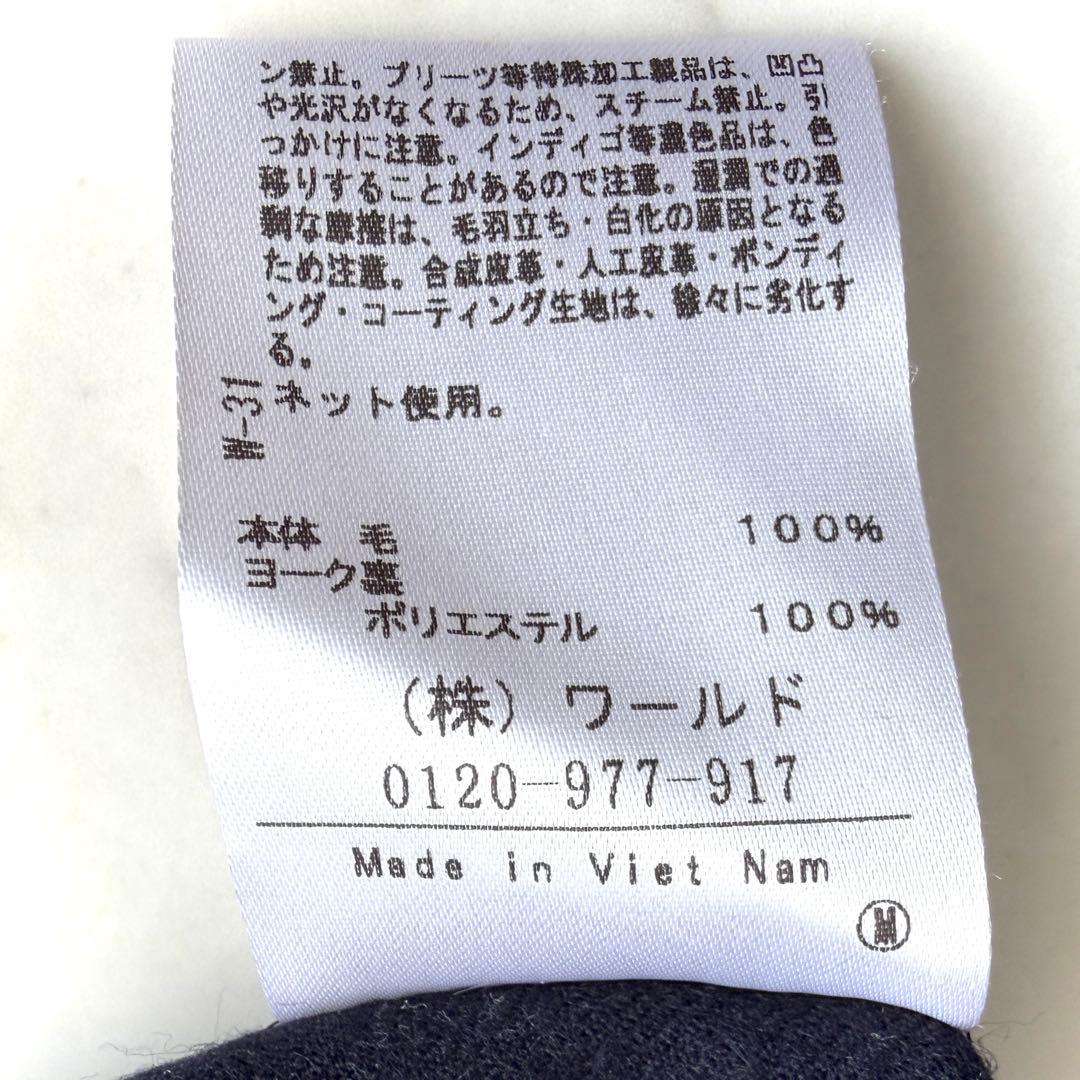 ン禁止。プリーツ等特殊加工製品は、凹凸
や光沢がなくなるため、スチーム禁止。引
っかけに注意。インディゴ等濃色品は、色
移りすることがあるので注意。湿潤での過
剰な摩擦は、毛羽立ち・白化の原因となる
ため注意。合成皮革・人工皮革・ボンディ
ング・コーティング生地は、徐々に劣化す
る。
ネット使用。
W-31
本体 毛 100%
ヨーク裏
ポリエステル 100%
(株) ワールド
0120-977-917
Made in Viet Nam
M